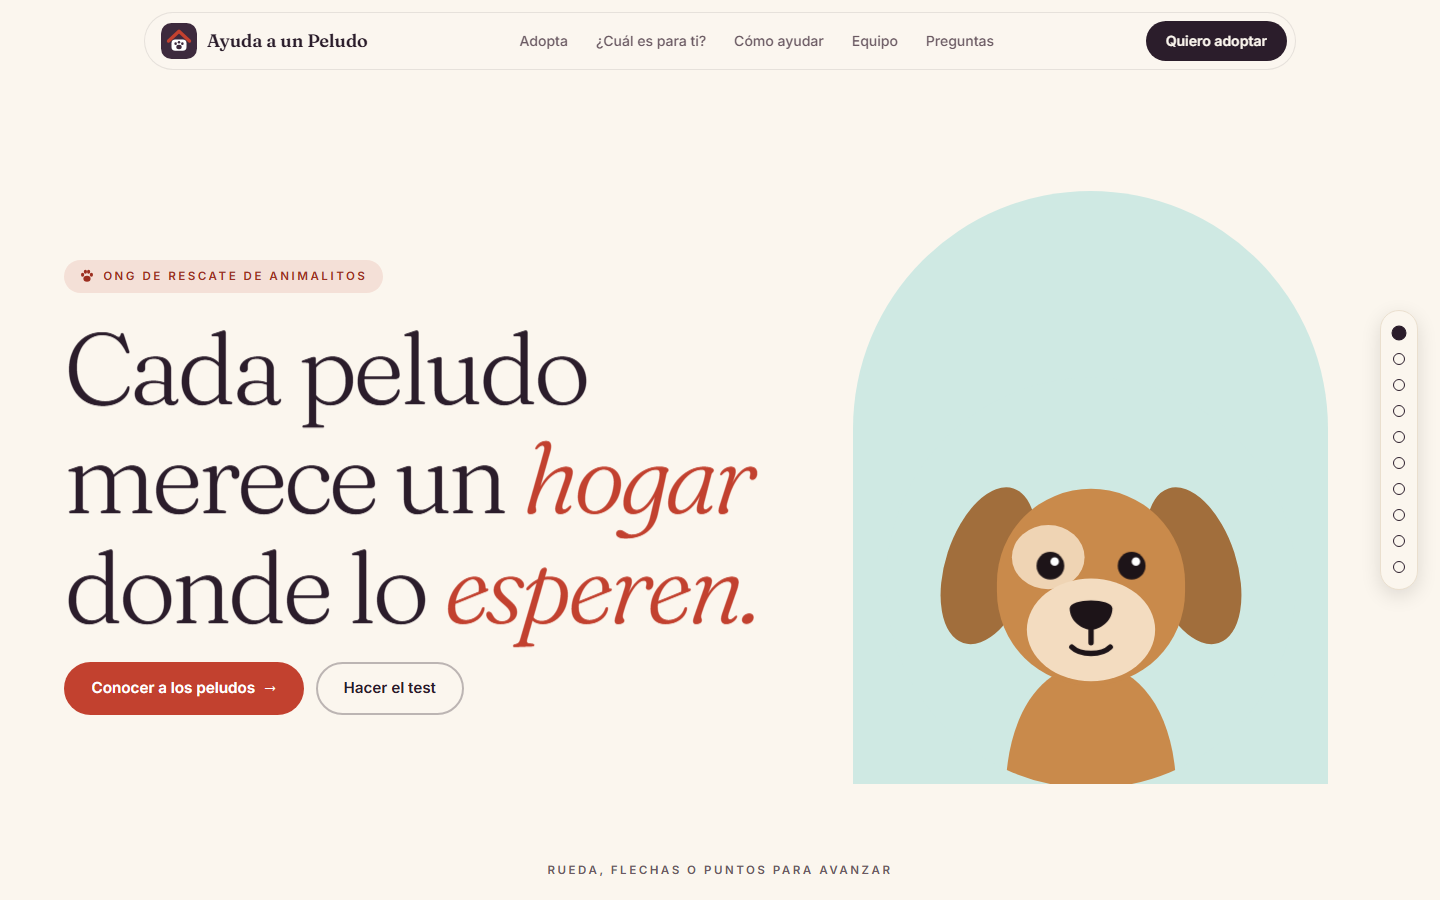 Ayuda a un Peludo
Adopta
¿Cuál es para ti?
Cómo ayudar
Equipo
Preguntas
Quiero adoptar
ONG DE RESCATE DE ANIMALITOS
Cada peludo
merece un hogar
donde lo esperen.
Conocer a los peludos →
Hacer el test
RUEDA, FLECHAS O PUNTOS PARA AVANZAR